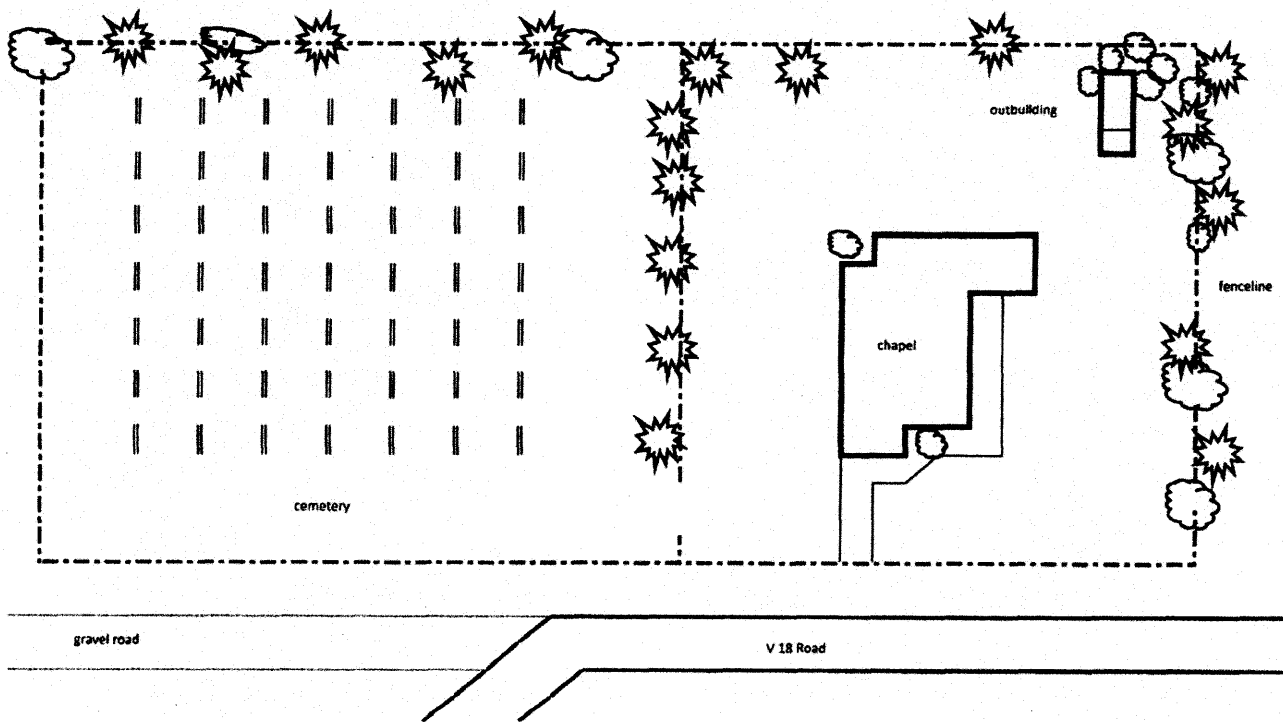 outbuilding
fenceline
chapel
cemetery
gravel road
V 18 Road